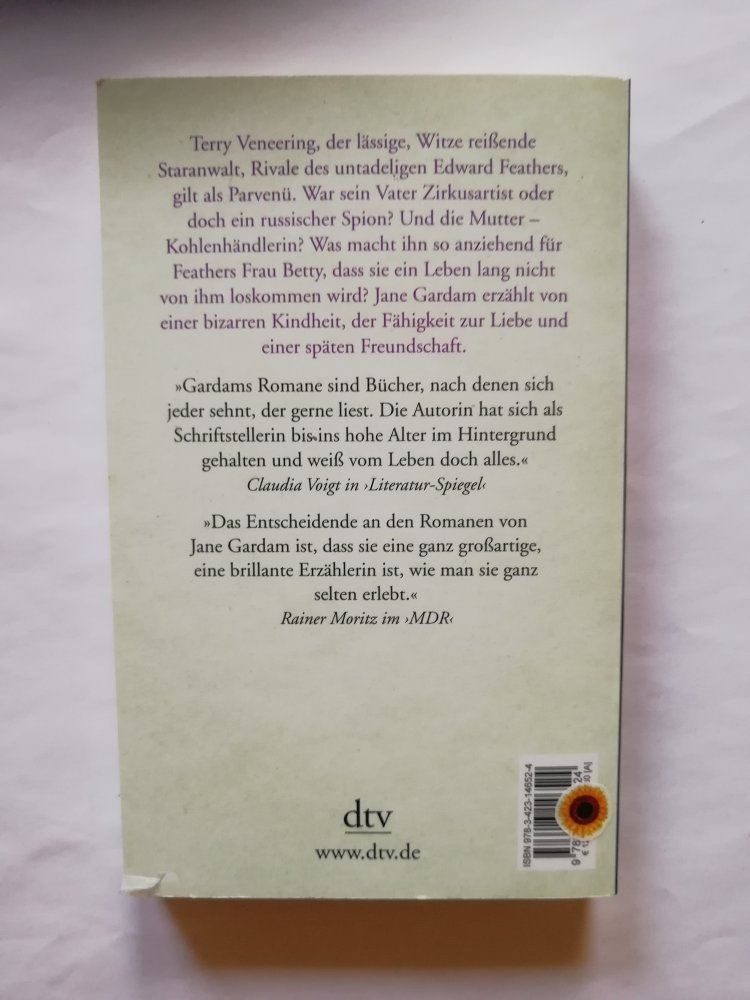 Terry Veneering, der lässige, Witze reißende
Staranwalt, Rivale des untadeligen Edward Feathers,
gilt als Parvenü. War sein Vater Zirkusartist oder
doch ein russischer Spion? Und die Mutter –
Kohlenhändlerin? Was macht ihn so anziehend für
Feathers Frau Betty, dass sie ein Leben lang nicht
von ihm loskommen wird? Jane Gardam erzählt von
einer bizarren Kindheit, der Fähigkeit zur Liebe und
einer späten Freundschaft.
»Gardams Romane sind Bücher, nach denen sich
jeder sehnt, der gerne liest. Die Autorin hat sich als
Schriftstellerin bis ins hohe Alter im Hintergrund
gehalten und weiß vom Leben doch alles.«
Claudia Voigt in ›Literatur-Spiegel‹
»Das Entscheidende an den Romanen von
Jane Gardam ist, dass sie eine ganz großartige,
eine brillante Erzählerin ist, wie man sie ganz
selten erlebt.«
Rainer Moritz im ›MDR‹
dtv
www.dtv.de
ISBN 978-3-423-14652-4
9 78
24
[A]